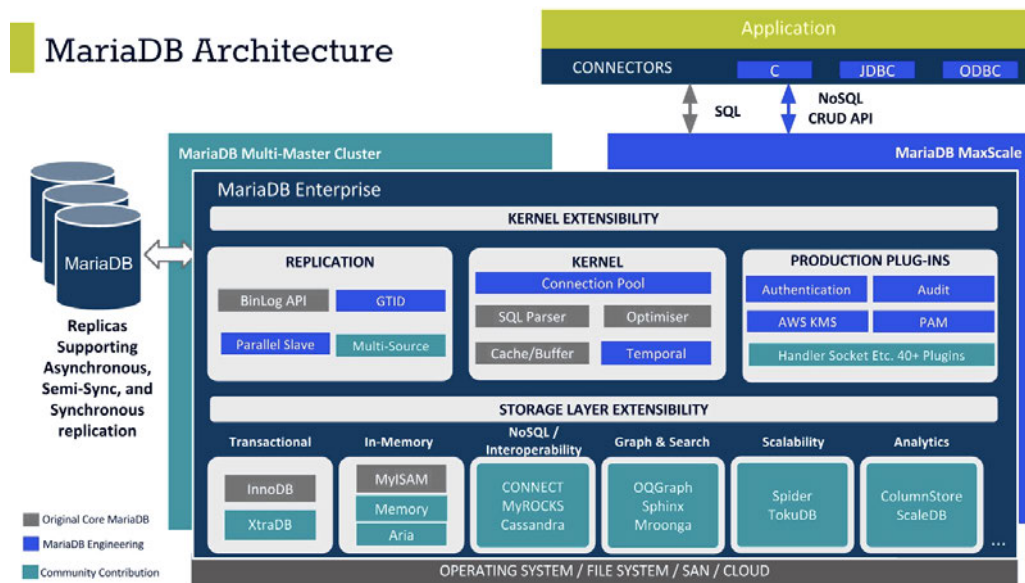 MariaDB Architecture
Application
CONNECTORS
C
JDBC
ODBC
SQL
NoSQL
CRUD API
MariaDB Multi-Master Cluster
MariaDB MaxScale
MariaDB Enterprise
KERNEL EXTENSIBILITY
MariaDB
Replicas
Supporting
Asynchronous,
Semi-Sync, and
Synchronous
replication
REPLICATION
BinLog API
GTID
Parallel Slave
Multi-Source
KERNEL
Connection Pool
SQL Parser
Optimiser
Cache/Buffer
Temporal
PRODUCTION PLUG-INS
Authentication
Audit
AWS KMS
PAM
Handler Socket Etc. 40+ Plugins
STORAGE LAYER EXTENSIBILITY
Transactional
InnoDB
XtraDB
In-Memory
MyISAM
Memory
Aria
NoSQL /
Interoperability
CONNECT
MyROCKS
Cassandra
Graph & Search
OQGraph
Sphinx
Mroonga
Scalability
Spider
TokuDB
Analytics
ColumnStore
ScaleDB
...
Original Core MariaDB
MariaDB Engineering
Community Contribution
OPERATING SYSTEM / FILE SYSTEM / SAN / CLOUD